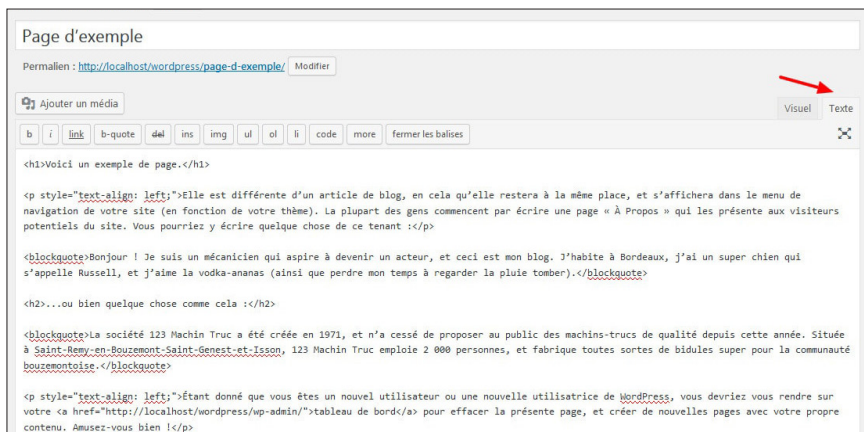 Page d'exemple
Permalien : http://localhost/wordpress/page-d-exemple/ Modifier
Ajouter un média
Visuel Texte
b i link b-quote del ins img ul ol li code more fermer les balises
<h1>Voici un exemple de page.</h1>
<p style="text-align: left;">Elle est différente d'un article de blog, en cela qu'elle restera à la même place, et s'affichera dans le menu de
navigation de votre site (en fonction de votre thème). La plupart des gens commencent par écrire une page « À Propos » qui les présente aux visiteurs
potentiels du site. Vous pourriez y écrire quelque chose de ce tenant :</p>
<blockquote>Bonjour ! Je suis un mécanicien qui aspire à devenir un acteur, et ceci est mon blog. J'habite à Bordeaux, j'ai un super chien qui
s'appelle Russell, et j'aime la vodka-ananas (ainsi que perdre mon temps à regarder la pluie tomber).</blockquote>
<h2>...ou bien quelque chose comme cela :</h2>
<blockquote>La société 123 Machin Truc a été créée en 1971, et n'a cessé de proposer au public des machins-trucs de qualité depuis cette année. Située
à Saint-Remy-en-Bouzemont-Saint-Genest-et-Isson, 123 Machin Truc emploie 2 000 personnes, et fabrique toutes sortes de bidules super pour la communauté
bouzemontoise.</blockquote>
<p style="text-align: left;">Étant donné que vous êtes un nouvel utilisateur ou une nouvelle utilisatrice de WordPress, vous devriez vous rendre sur
votre <a href="http://localhost/wordpress/wp-admin/">tableau de bord</a> pour effacer la présente page, et créer de nouvelles pages avec votre propre
contenu. Amusez-vous bien !</p>